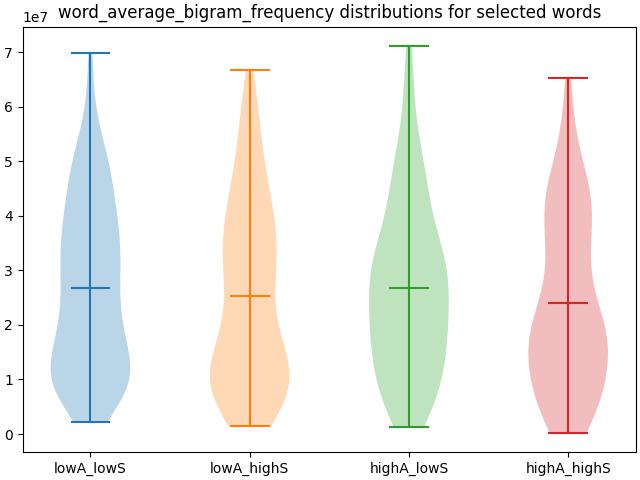 word_average_bigram_frequency distributions for selected words
1e7
7
6
5
4
3
2
1
0
lowA_lowS lowA_highS highA_lowS highA_highS